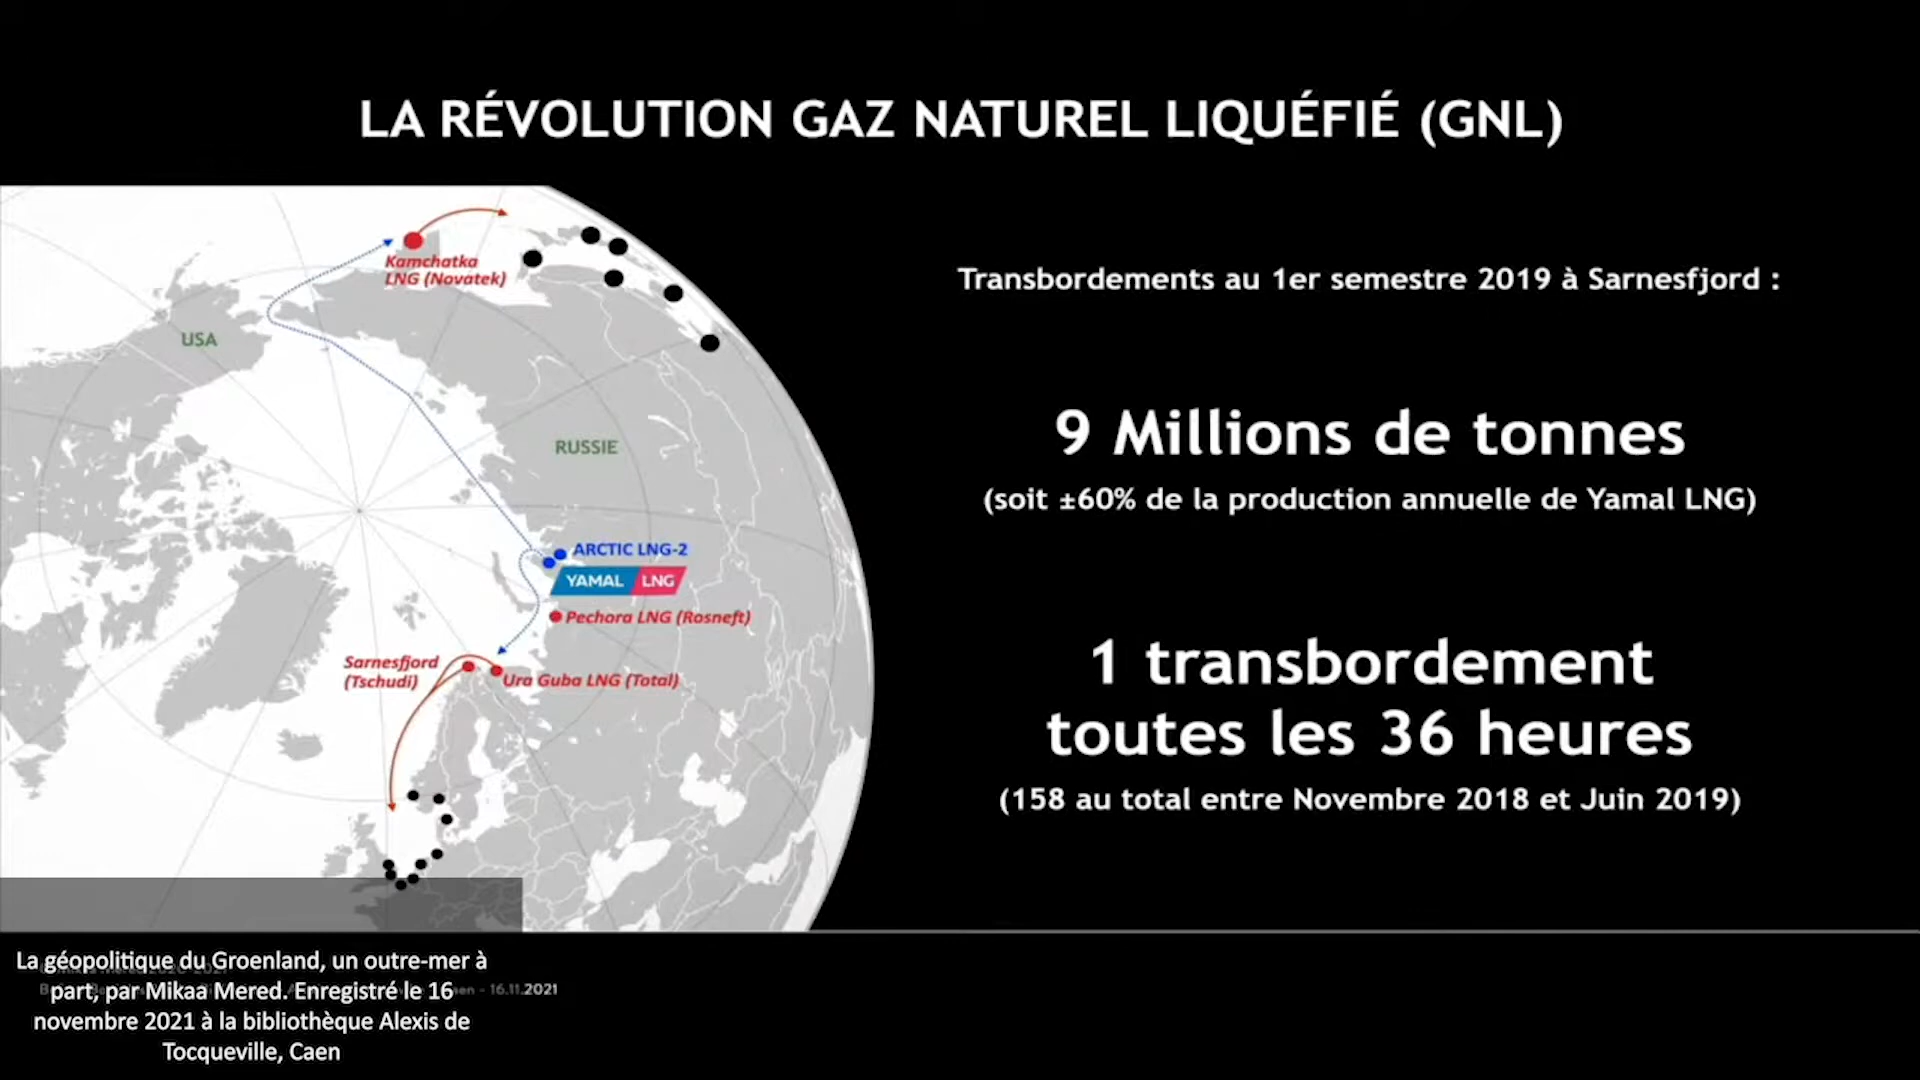 LA RÉVOLUTION GAZ NATUREL LIQUÉFIÉ (GNL)
Kamchatka
LNG (Novatek)
USA
RUSSIE
ARCTIC LNG-2
YAMAL LNG
Pechora LNG (Rosneft)
Sarnesfjord
(Tschudi)
Ura Guba LNG (Total)
Transbordements au 1er semestre 2019 à Sarnesfjord :
9 Millions de tonnes
(soit ±60% de la production annuelle de Yamal LNG)
1 transbordement
toutes les 36 heures
(158 au total entre Novembre 2018 et Juin 2019)
La géopolitique du Groenland, un outre-mer à
part, par Mikaa Mered. Enregistré le 16
novembre 2021 à la bibliothèque Alexis de
Tocqueville, Caen
- 16.11.2021